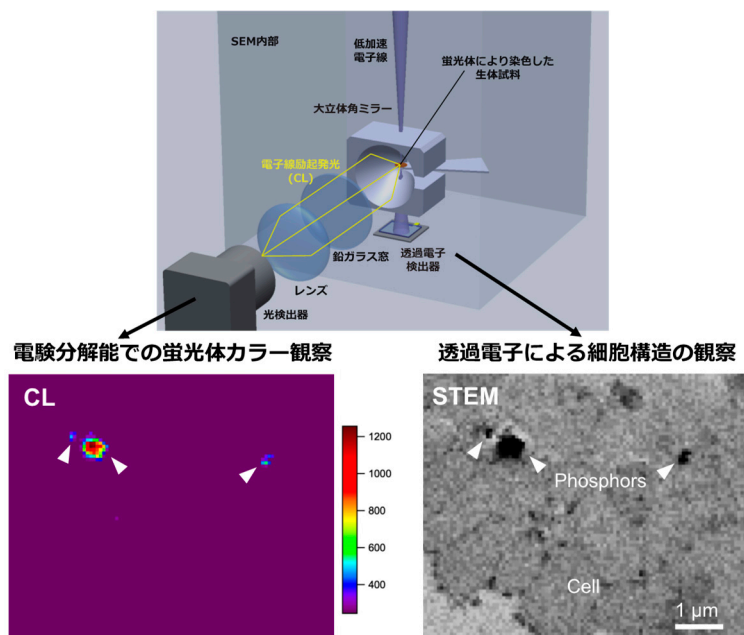 SEM内部
低加速
電子線
蛍光体により染色した
生体試料
大立体角ミラー
電子線励起発光
(CL)
鉛ガラス窓
透過電子
検出器
レンズ
光検出器
電験分解能での蛍光体カラー観察
透過電子による細胞構造の観察
CL
1200
1000
800
600
400
STEM
Phosphors
Cell
1 μm